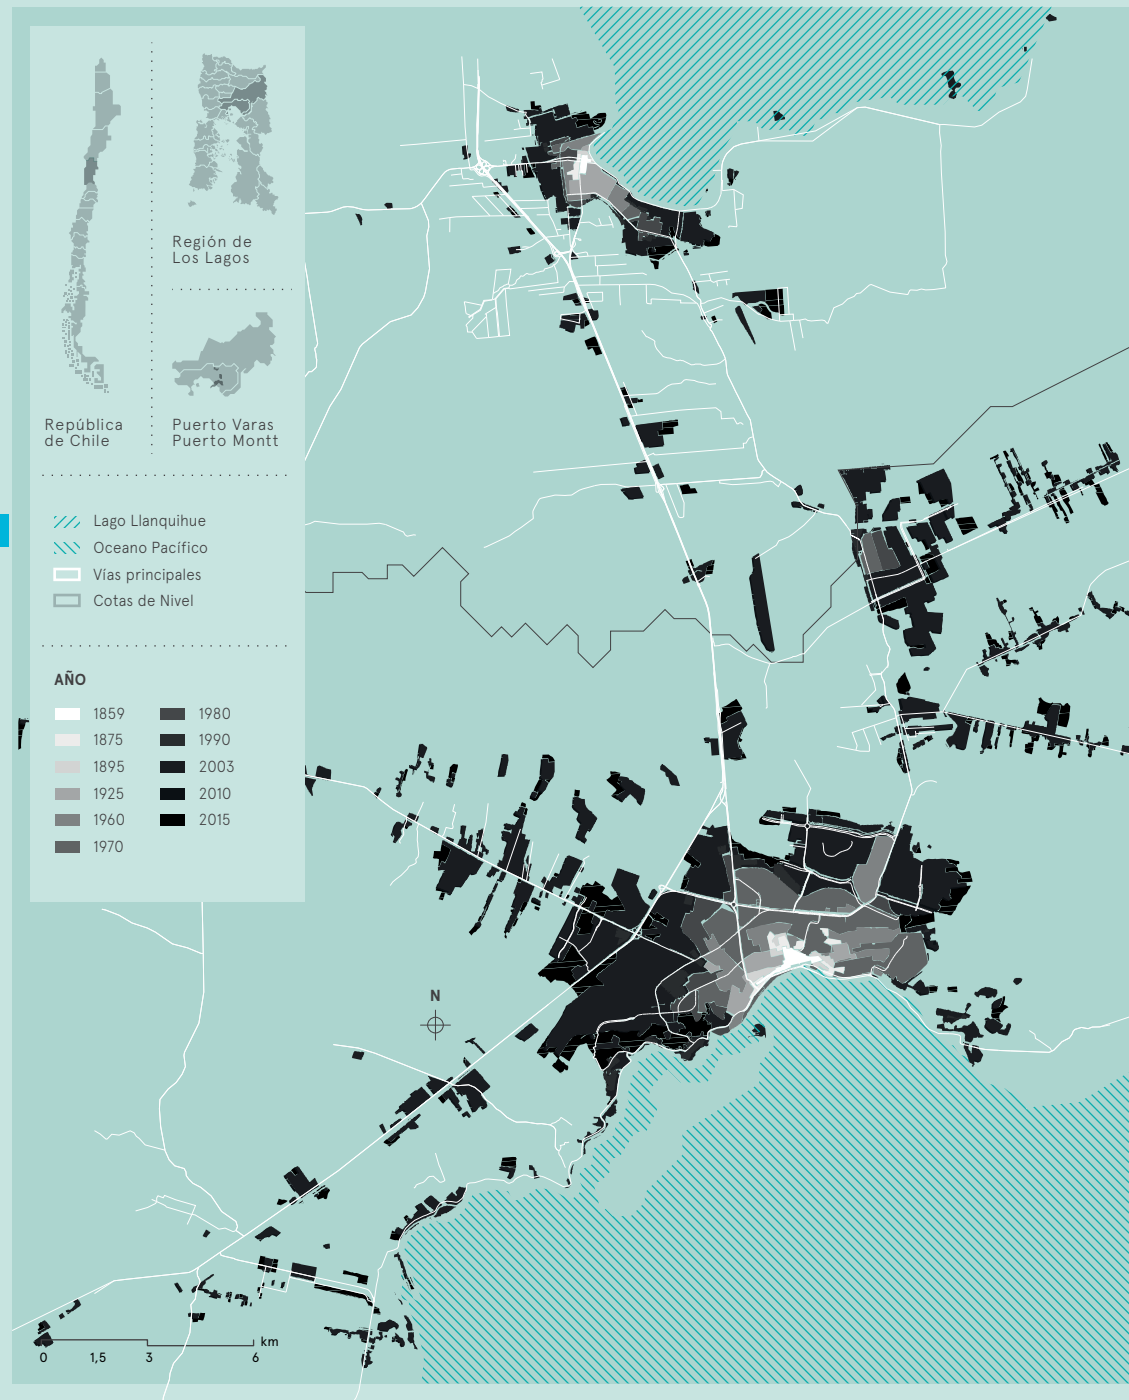 Región de
Los Lagos
República
de Chile
Puerto Varas
Puerto Montt
Lago Llanquihue
Oceano Pacífico
Vías principales
Cotas de Nivel
AÑO
1859
1875
1895
1925
1960
1970
1980
1990
2003
2010
2015
N
km
0 1,5 3 6